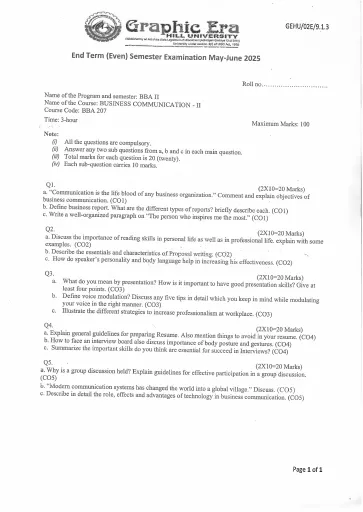 GEHU/02E/9.1.3
Graphic Era
HILL UNIVERSITY
End Term (Even) Semester Examination May-June 2025
Roll no..............................
Name of the Program and semester: BBA II
Name of the Course: BUSINESS COMMUNICATION - II
Course Code: BBA 207
Time: 3-hour
Maximum Marks: 100
Note:
(i) All the questions are compulsory.
(ii) Answer any two sub questions from a, b and c in each main question.
(iii) Total marks for each question is 20 (twenty).
(iv) Each sub-question carries 10 marks.
Q1.
(2X10=20 Marks)
a. "Communication is the life blood of any business organization." Comment and explain objectives of
business communication. (CO1)
b. Define business report. What are the different types of reports? briefly describe each. (CO1)
c. Write a well-organized paragraph on "The person who inspires me the most." (CO1)
Q2.
(2X10=20 Marks)
a. Discuss the importance of reading skills in personal life as well as in professional life. explain with some
examples. (CO2)
b. Describe the essentials and characteristics of Proposal writing. (CO2)
c. How do speaker's personality and body language help in increasing his effectiveness. (CO2)
Q3.
(2X10=20 Marks)
a. What do you mean by presentation? How is it important to have good presentation skills? Give at
least four points. (CO3)
b. Define voice modulation? Discuss any five tips in detail which you keep in mind while modulating
your voice in the right manner. (CO3)
c. Illustrate the different strategies to increase professionalism at workplace. (CO3)
Q4.
(2X10=20 Marks)
a. Explain general guidelines for preparing Resume. Also mention things to avoid in your resume. (CO4)
b. How to face an interview board also discuss importance of body posture and gestures. (CO4)
c. Summarize the important skills do you think are essential for succeed in Interviews? (CO4)
Q5.
(2X10=20 Marks)
a. Why is a group discussion held? Explain guidelines for effective participation in a group discussion.
(CO5)
b. "Modern communication systems has changed the world into a global village." Discuss. (CO5)
c. Describe in detail the role, effects and advantages of technology in business communication. (CO5)
Page 1 of 1